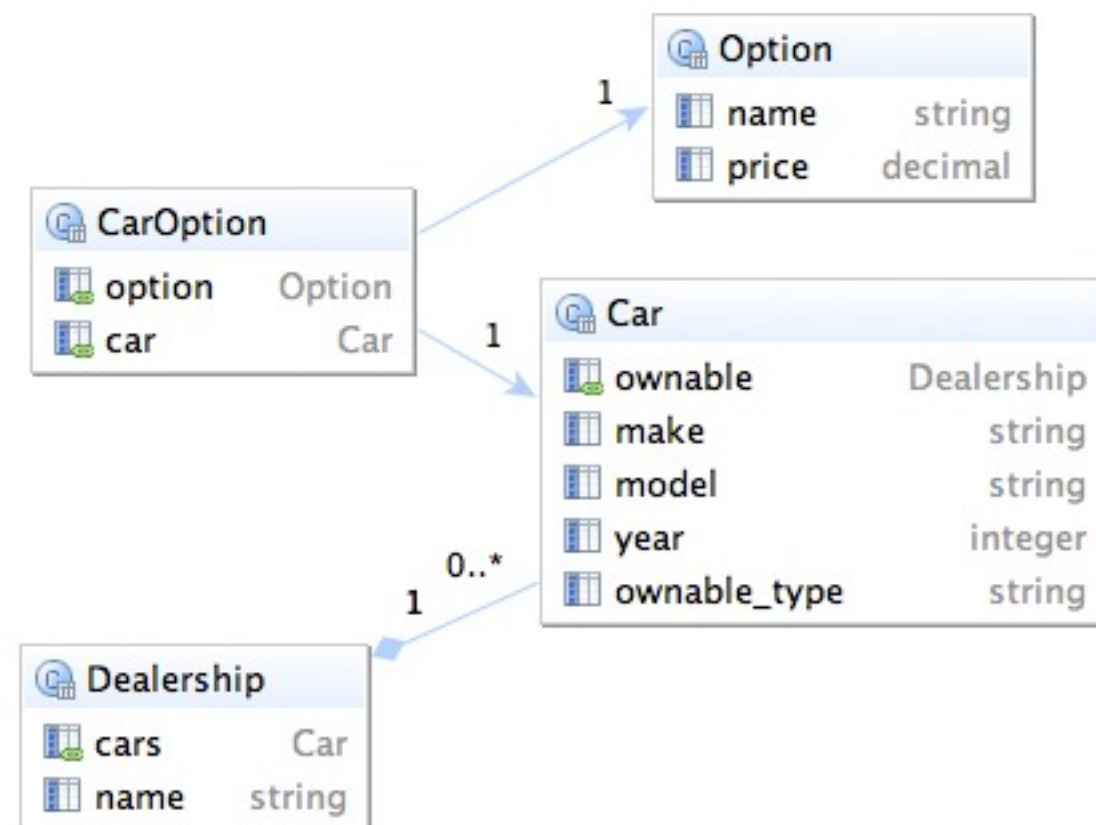 Option
name string
price decimal
1
CarOption
option Option
car Car
1
Car
ownable Dealership
make string
model string
year integer
ownable_type string
0..*
1
Dealership
cars Car
name string